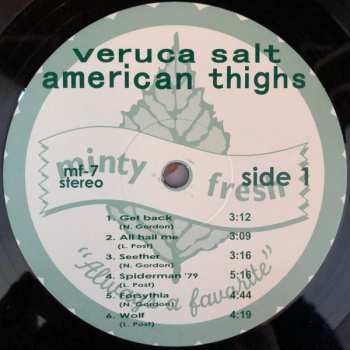 veruca salt
american thighs
minty fresh
mf-7
stereo
side 1
1. Get back 3:12
(N. Gordon)
2. All hail me 3:09
(L. Post)
3. Seether 3:16
(N. Gordon)
4. Spiderman '79 5:16
(L. Post)
5. Forsythia 4:44
(N. Gordon)
6. Wolf 4:19
(L. Post)
"Always a favorite"